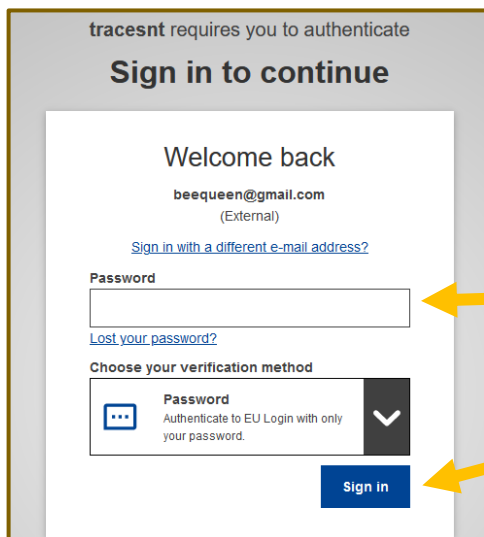 tracesnt requires you to authenticate
Sign in to continue
Welcome back
beequeen@gmail.com
(External)
Sign in with a different e-mail address?
Password
Lost your password?
Choose your verification method
Password
Authenticate to EU Login with only
your password.
Sign in